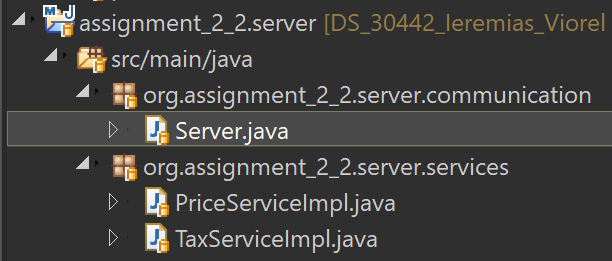 assignment_2_2.server [DS_30442_Ieremias_Viorel
src/main/java
org.assignment_2_2.server.communication
Server.java
org.assignment_2_2.server.services
PriceServiceImpl.java
TaxServiceImpl.java